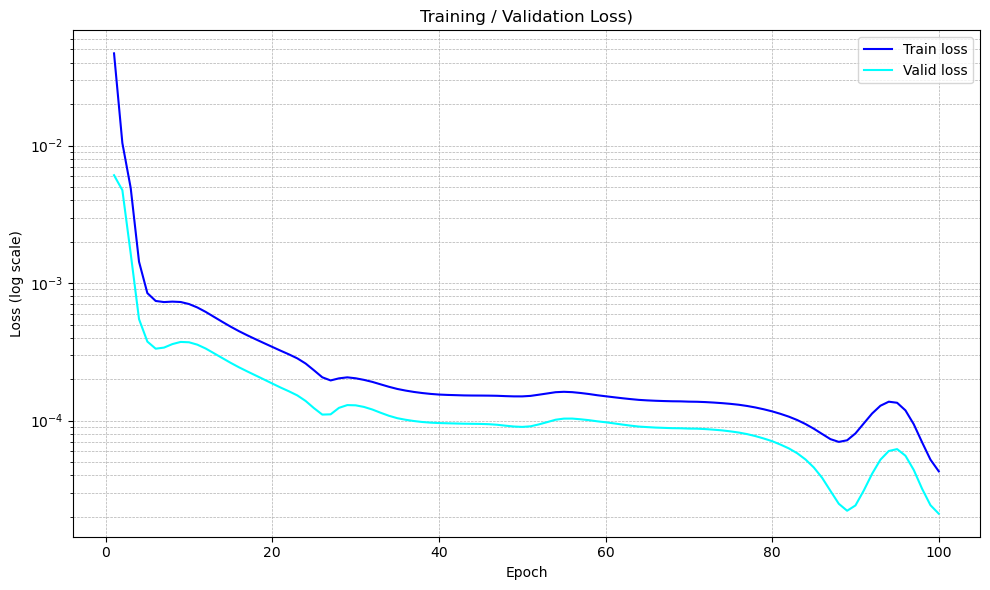 Training / Validation Loss)
Train loss
Valid loss
Loss (log scale)
10⁻²
10⁻³
10⁻⁴
0 20 40 60 80 100
Epoch